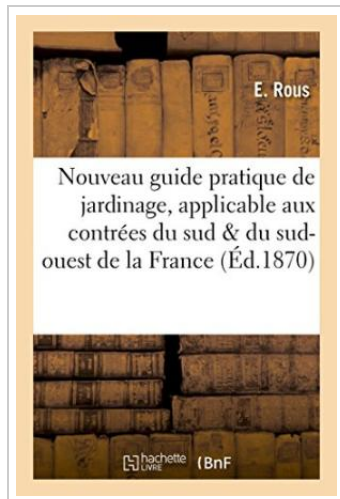 E. Rous
Nouveau guide pratique de
jardinage, applicable aux
contrées du sud & du sud-
ouest de la France (Éd.1870)
hachette
LIVRE
(BnF